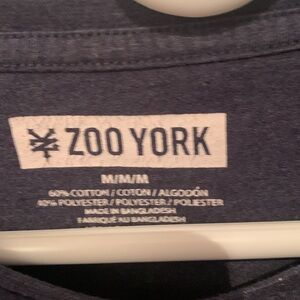 ZOO YORK
M/M/M
60% COTTON / COTON / ALGODÓN
40% POLYESTER / POLYESTER / POLIESTER
MADE IN BANGLADESH
FABRIQUÉ AU BANGLADESH